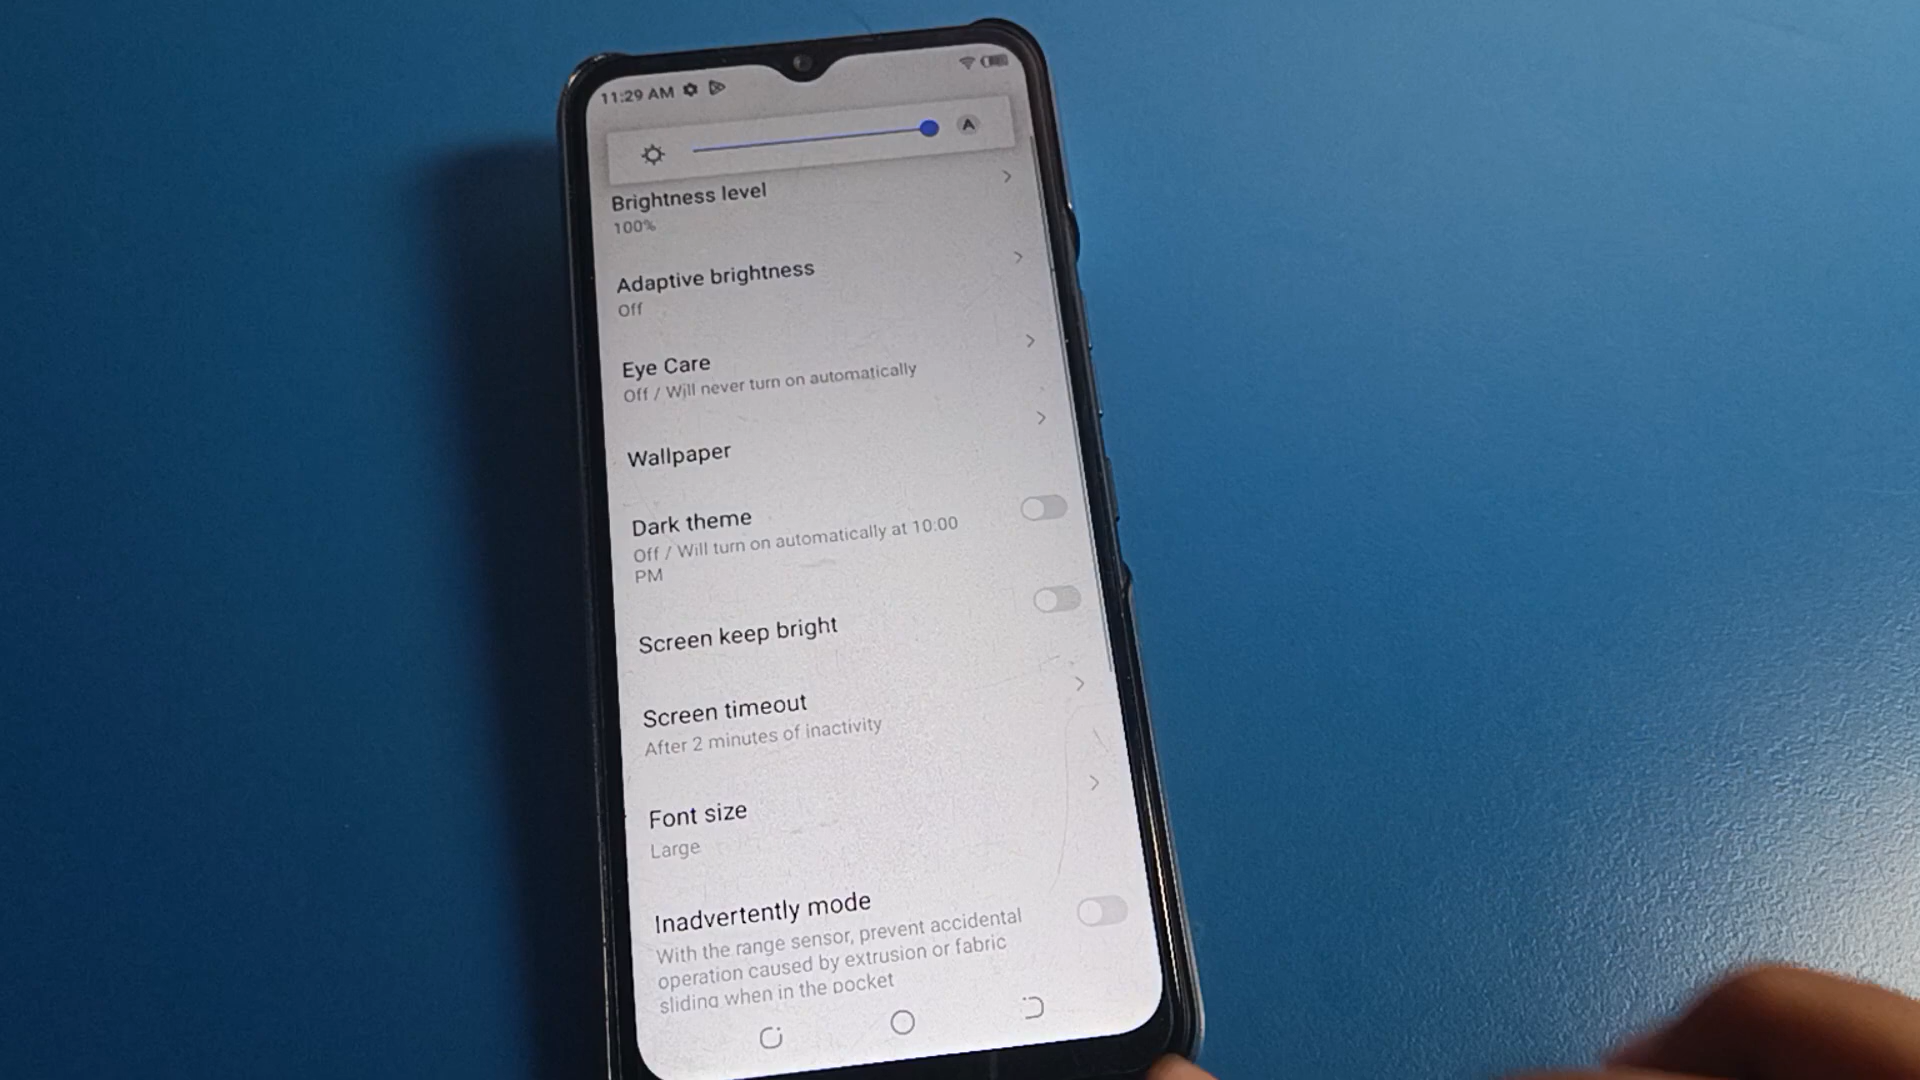 11:29 AM
A
Brightness level
100%
Adaptive brightness
Off
Eye Care
Off / Will never turn on automatically
Wallpaper
Dark theme
Off / Will turn on automatically at 10:00
PM
Screen keep bright
Screen timeout
After 2 minutes of inactivity
Font size
Large
Inadvertently mode
With the range sensor, prevent accidental
operation caused by extrusion or fabric
sliding when in the pocket